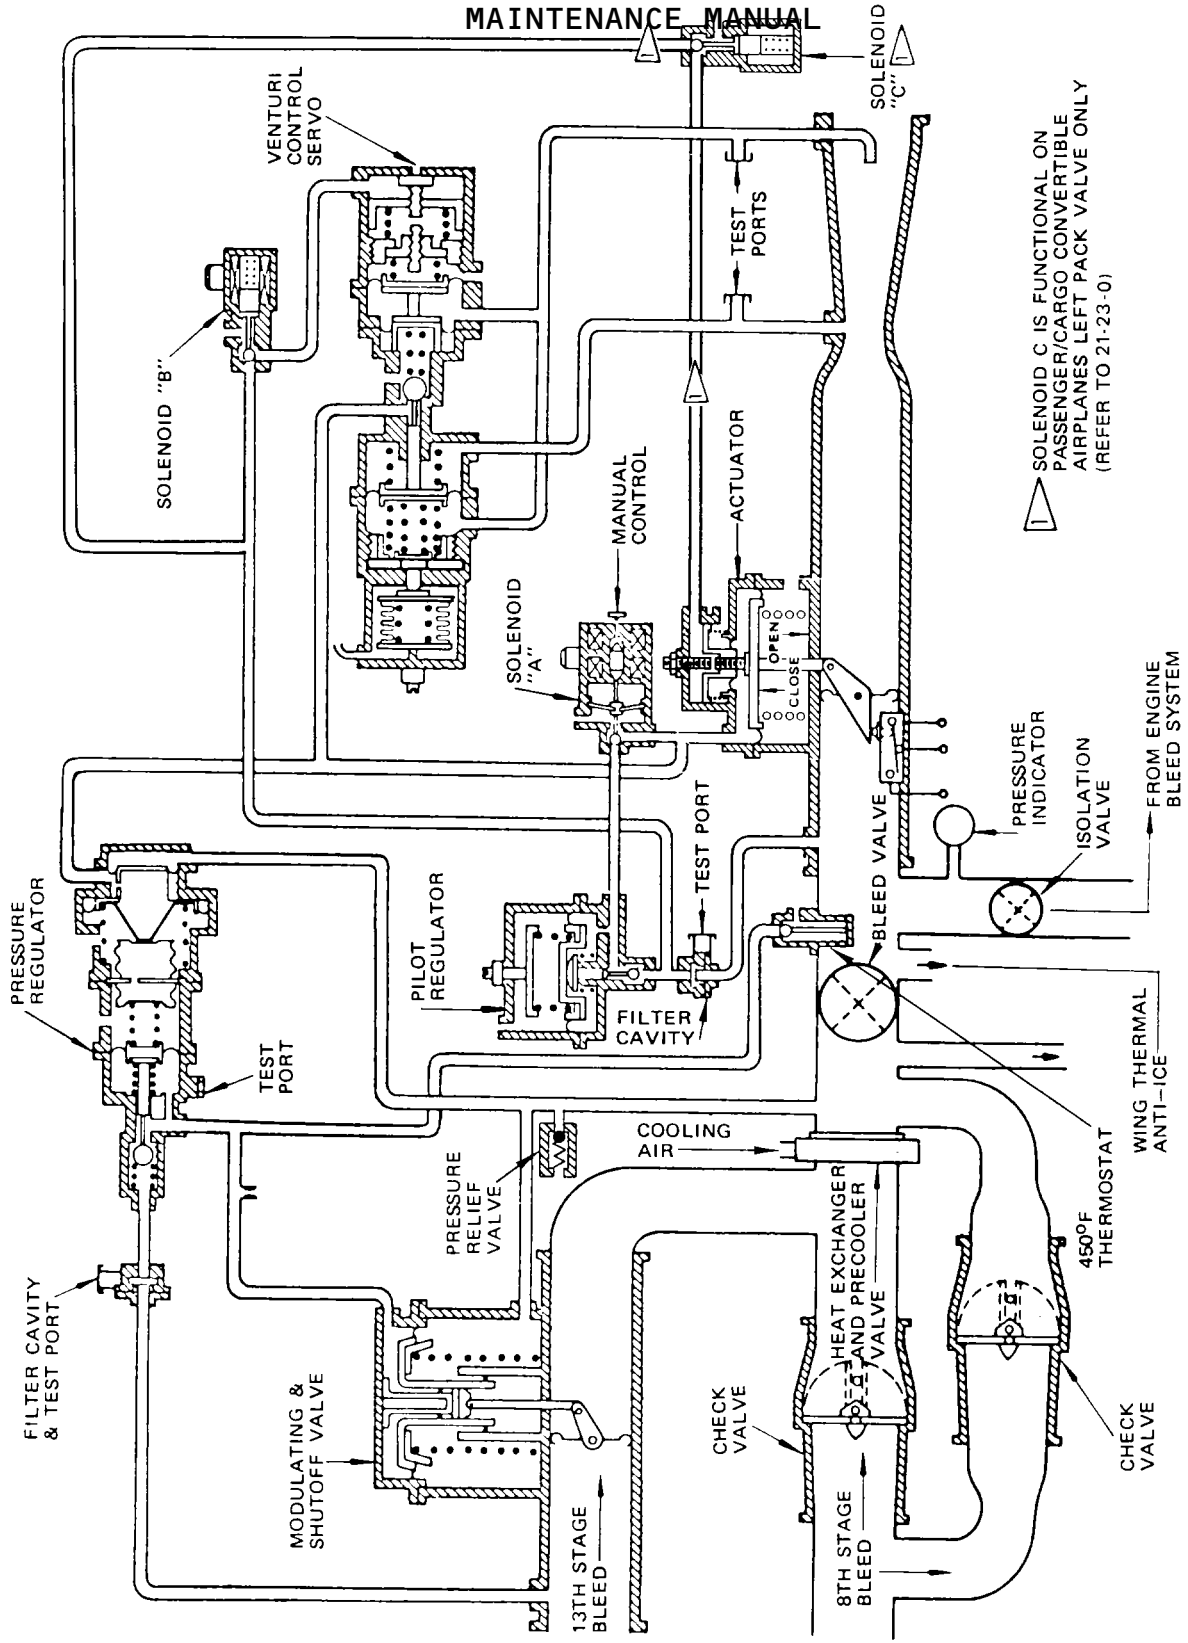 MAINTENANCE MANUAL
SOLENOID
"C"
1
1
VENTURI
CONTROL
SERVO
SOLENOID "B"
TEST
PORTS
1
SOLENOID C IS FUNCTIONAL ON
PASSENGER/CARGO CONVERTIBLE
AIRPLANES LEFT PACK VALVE ONLY
(REFER TO 21-23-0)
1
MANUAL
CONTROL
ACTUATOR
SOLENOID
"A"
OPEN
CLOSE
PRESSURE
REGULATOR
PILOT
REGULATOR
TEST PORT
BLEED VALVE
PRESSURE
INDICATOR
ISOLATION
VALVE
FROM ENGINE
BLEED SYSTEM
FILTER
CAVITY
TEST
PORT
WING THERMAL
ANTI-ICE
450°F
THERMOSTAT
COOLING
AIR
PRESSURE
RELIEF
VALVE
HEAT EXCHANGER
AND PRECOOLER
VALVE
FILTER CAVITY
& TEST PORT
MODULATING &
SHUTOFF VALVE
CHECK
VALVE
CHECK
VALVE
13TH STAGE
BLEED
8TH STAGE
BLEED